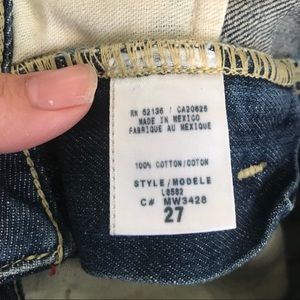 RN 52136 / CA20625
MADE IN MEXICO
FABRIQUE AU MEXIQUE
100% COTTON/COTON
STYLE/MODELE
L8582
C# MW3428
27